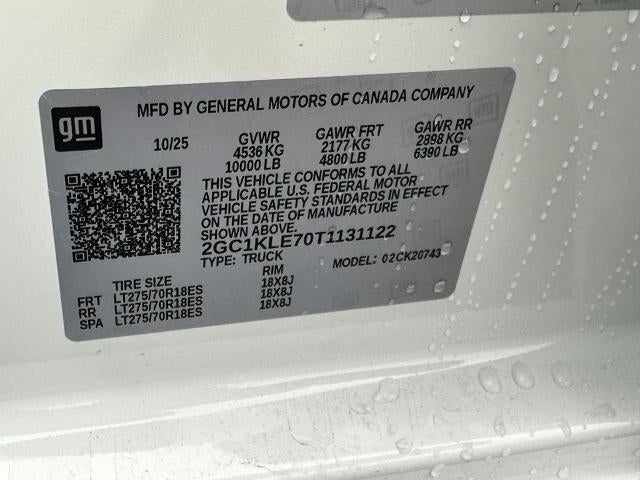 MFD BY GENERAL MOTORS OF CANADA COMPANY
gm
10/25 GVWR GAWR FRT GAWR RR
4536 KG 2177 KG 2898 KG
10000 LB 4800 LB 6390 LB
THIS VEHICLE CONFORMS TO ALL
APPLICABLE U.S. FEDERAL MOTOR
VEHICLE SAFETY STANDARDS IN EFFECT
ON THE DATE OF MANUFACTURE
SHOWN ABOVE.
2GC1KLE70T1131122
TYPE: TRUCK MODEL: 02CK20743
TIRE SIZE RIM
FRT LT275/70R18ES 18X8J
RR LT275/70R18ES 18X8J
SPA LT275/70R18ES 18X8J